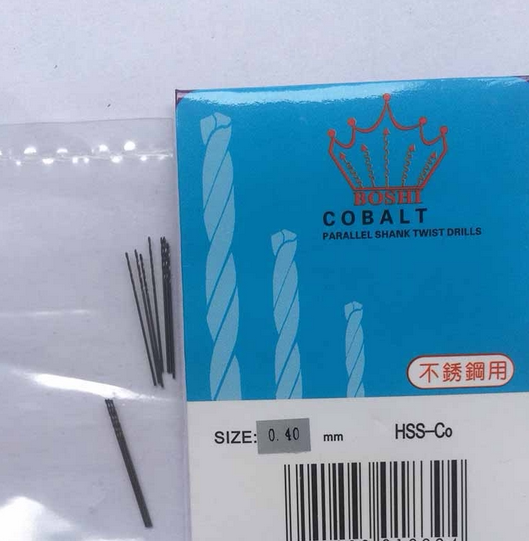 BOSHI
COBALT
PARALLEL SHANK TWIST DRILLS
不銹鋼用
SIZE: 0.40 mm HSS-Co